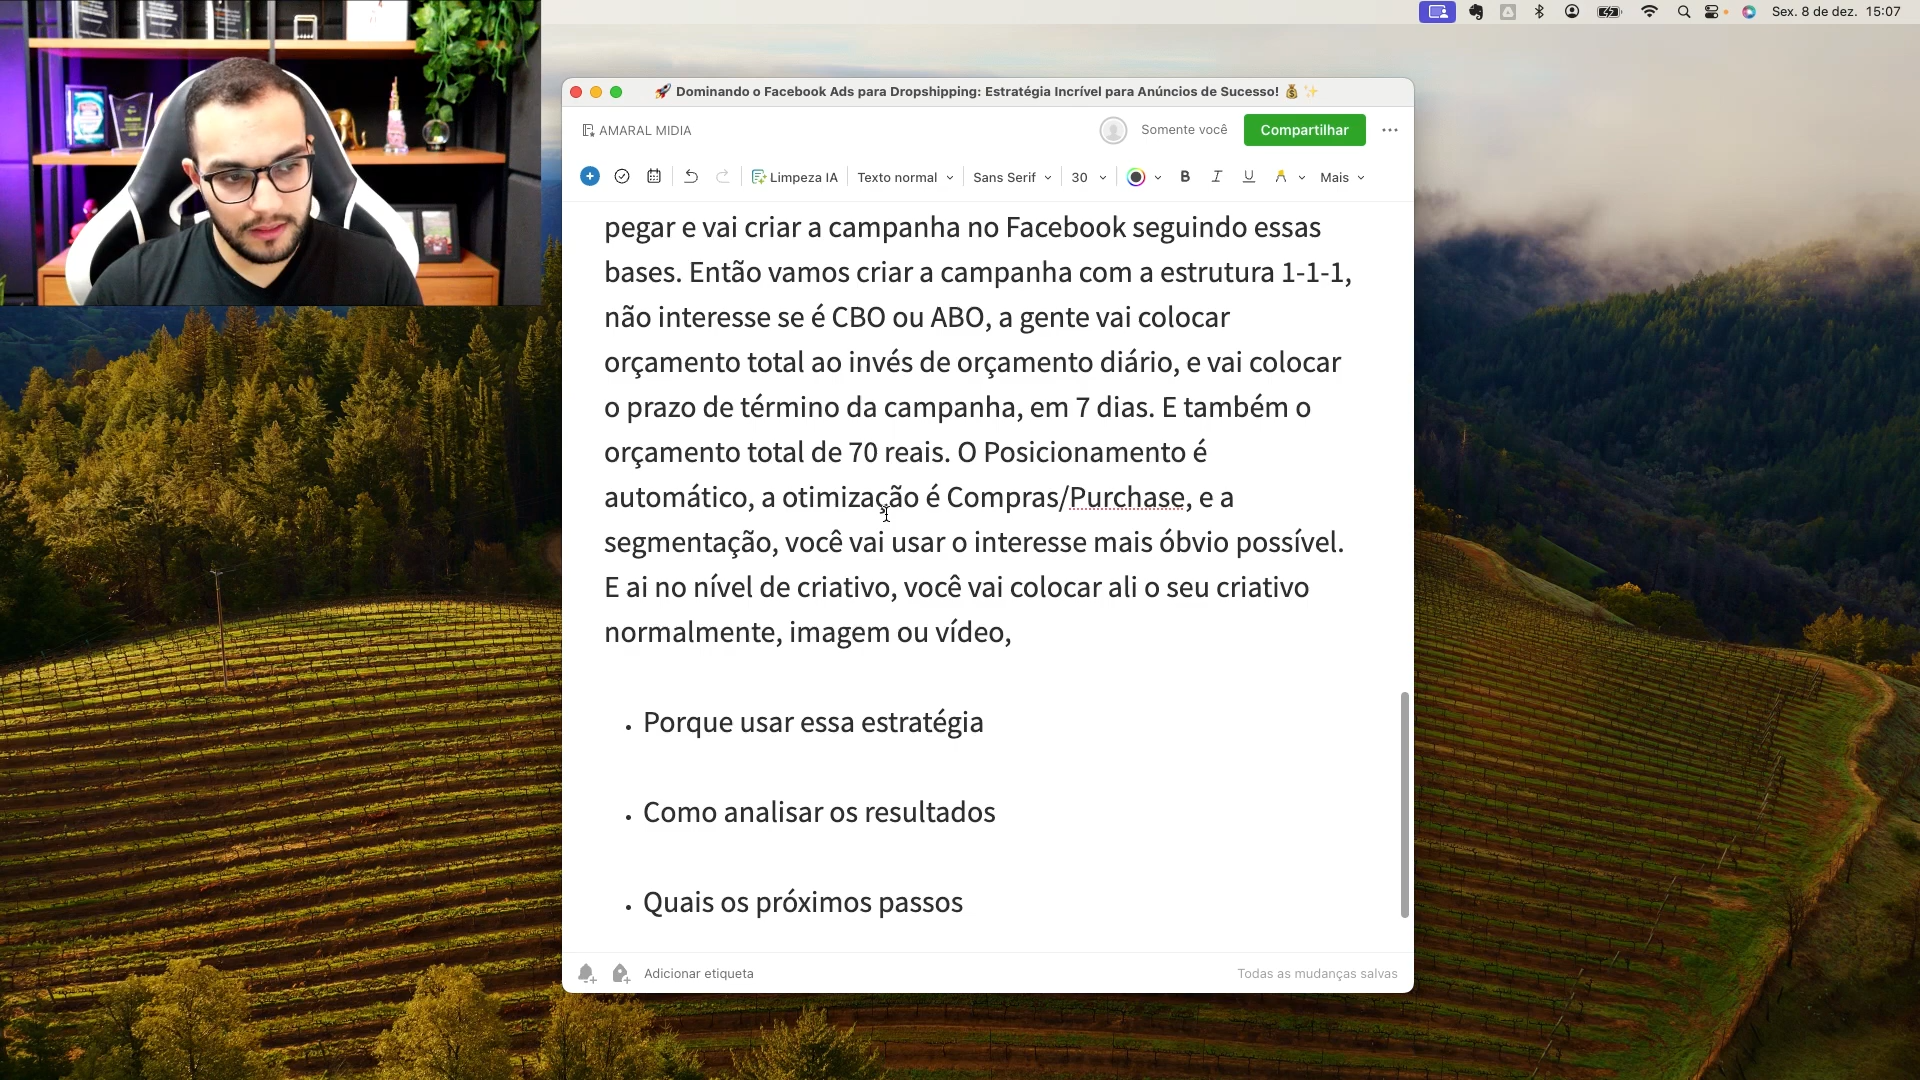 Sex. 8 de dez. 15:07
🚀 Dominando o Facebook Ads para Dropshipping: Estratégia Incrível para Anúncios de Sucesso! 💰 ✨
AMARAL MIDIA
Somente você
Compartilhar
Limpeza IA
Texto normal
Sans Serif
30
B
I
U
A
Mais
pegar e vai criar a campanha no Facebook seguindo essas
bases. Então vamos criar a campanha com a estrutura 1-1-1,
não interesse se é CBO ou ABO, a gente vai colocar
orçamento total ao invés de orçamento diário, e vai colocar
o prazo de término da campanha, em 7 dias. E também o
orçamento total de 70 reais. O Posicionamento é
automático, a otimização é Compras/Purchase, e a
segmentação, você vai usar o interesse mais óbvio possível.
E ai no nível de criativo, você vai colocar ali o seu criativo
normalmente, imagem ou vídeo,
• Porque usar essa estratégia
• Como analisar os resultados
• Quais os próximos passos
Adicionar etiqueta
Todas as mudanças salvas